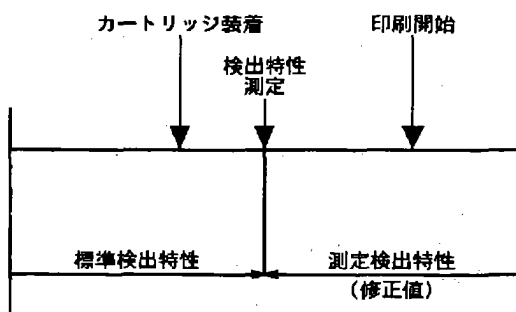 カートリッジ装着
印刷開始
検出特性
測定
標準検出特性
測定検出特性
(修正値)